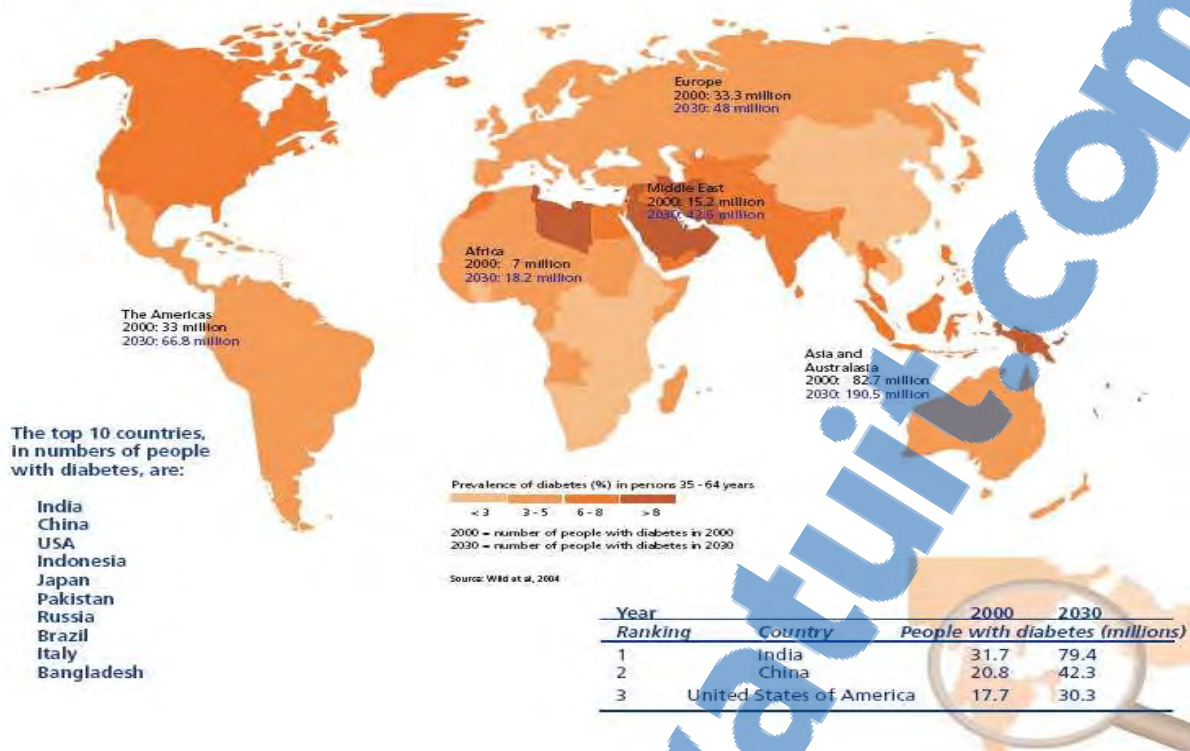 Europe
2000: 33.3 million
2030: 48 million
Middle East
2000: 15.2 million
2030: 42.6 million
Africa
2000: 7 million
2030: 18.2 million
The Americas
2000: 33 million
2030: 66.8 million
Asia and
Australasia
2000: 82.7 million
2030: 190.5 million
The top 10 countries,
in numbers of people
with diabetes, are:
India
China
USA
Indonesia
Japan
Pakistan
Russia
Brazil
Italy
Bangladesh
Prevalence of diabetes (%) in persons 35 - 64 years
< 3 3 - 5 6 - 8 > 8
2000 = number of people with diabetes in 2000
2030 = number of people with diabetes in 2030
Source: Wild et al, 2004
Year 2000 2030
Ranking Country People with diabetes (millions)
1 India 31.7 79.4
2 China 20.8 42.3
3 United States of America 17.7 30.3
atuit.com